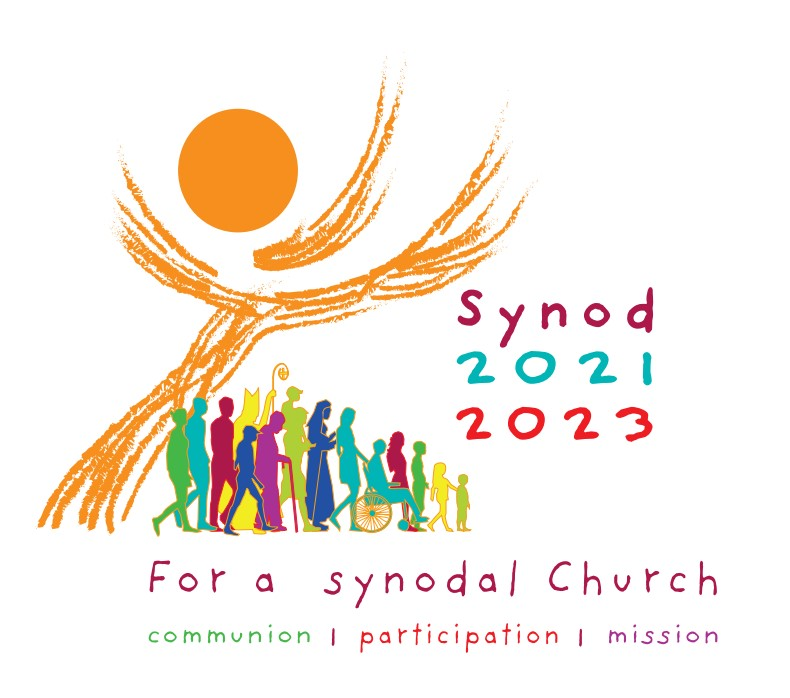 Synod
2021
2023
For a synodal Church
communion | participation | mission